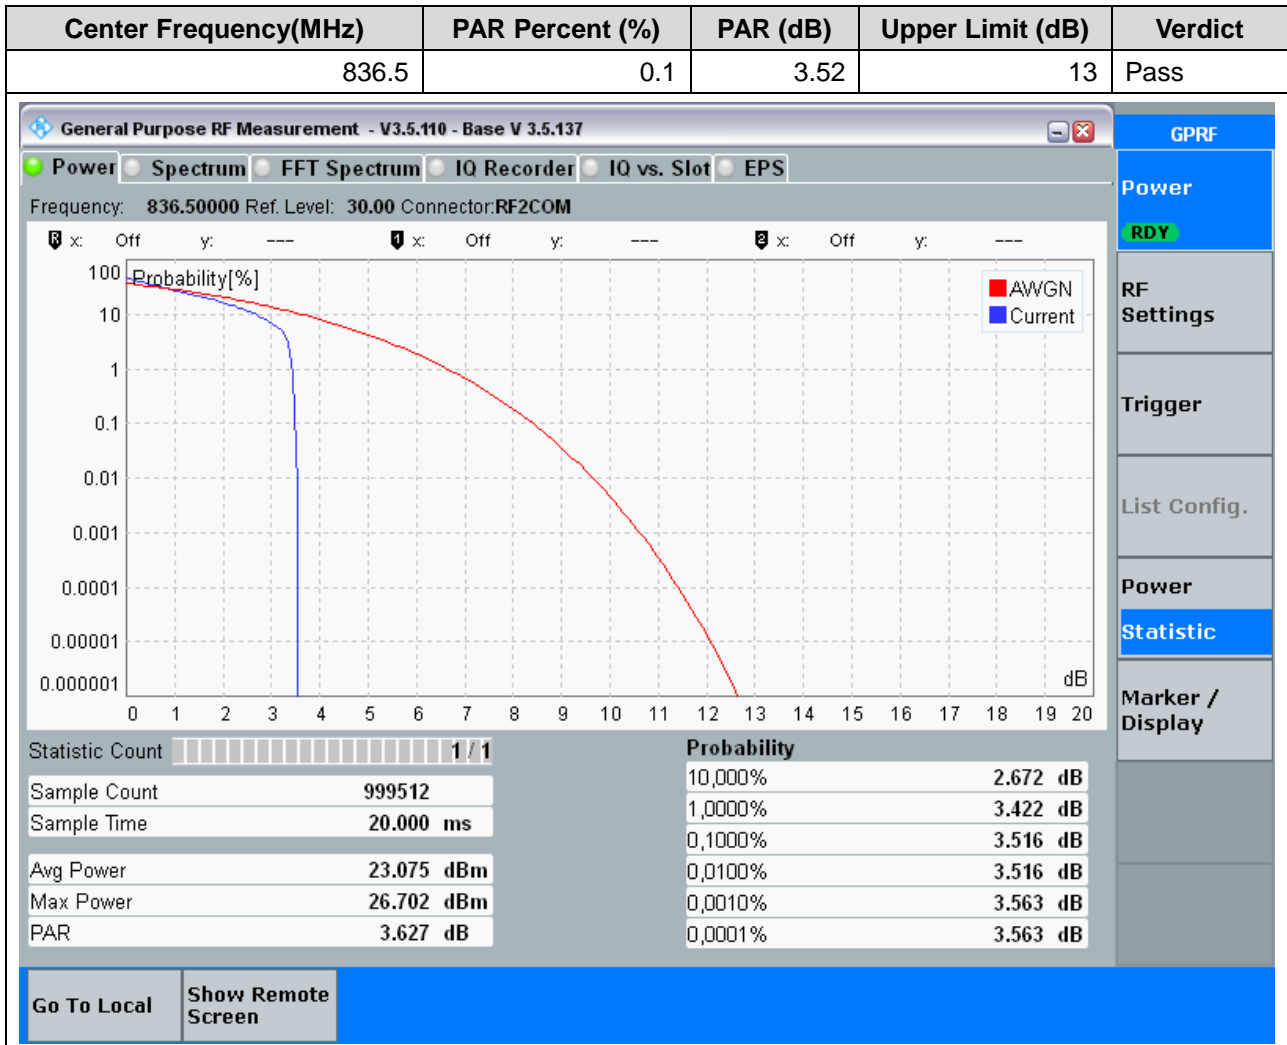 Center Frequency(MHz) PAR Percent (%) PAR (dB) Upper Limit (dB) Verdict
836.5 0.1 3.52 13 Pass
General Purpose RF Measurement - V3.5.110 - Base V 3.5.137
GPRF
Power Spectrum FFT Spectrum IQ Recorder IQ vs. Slot EPS
Power
RDY
Frequency: 836.50000 Ref. Level: 30.00 Connector:RF2COM
R x: Off y: --- 1 x: Off y: --- 2 x: Off y: ---
Probability[%]
AWGN
Current
100
10
1
0.1
0.01
0.001
0.0001
0.00001
0.000001
dB
0 1 2 3 4 5 6 7 8 9 10 11 12 13 14 15 16 17 18 19 20
RF
Settings
Trigger
List Config.
Power
Statistic
Marker /
Display
Statistic Count 1 / 1
Sample Count 999512
Sample Time 20.000 ms
Avg Power 23.075 dBm
Max Power 26.702 dBm
PAR 3.627 dB
Probability
10,000% 2.672 dB
1,0000% 3.422 dB
0,1000% 3.516 dB
0,0100% 3.516 dB
0,0010% 3.563 dB
0,0001% 3.563 dB
Go To Local
Show Remote
Screen